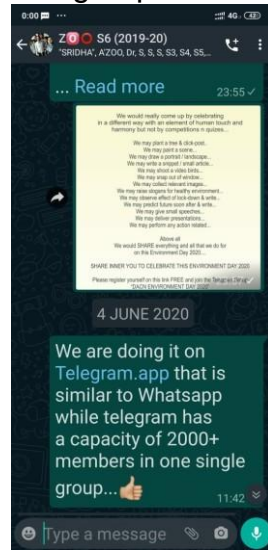 0:00
4G
42
Z S6 (2019-20)
"SRIDHA", A'ZOO, Dr, S, S, S, S3, S4, S5,...
... Read more
23:55
We would really come up by celebrating
in a different way with an element of human touch and
harmony but not by competitions n quizes...
We may plant a tree & click-post.
We may paint a scene...
We may draw a portrait / landscape...
We may write a snippet / small article...
We may shoot a video bints...
We may snap out of window...
We may collect relevant images...
We may raise slogans for healthy environment...
We may observe effect of lock-down & write...
We may predict future soon after & write...
We may give small speeches...
We may deliver presentations...
We may perform any action related...
Above all
We would SHARE everything and all that we do for
on the Environment Day 2020...
SHARE INNER YOU TO CELEBRATE THIS ENVIRONMENT DAY 2020
Please register yourself on this link FREE and join the Telegram
"DACN ENVIRONMENT DAY 2020"
4 JUNE 2020
We are doing it on
Telegram.app that is
similar to Whatsapp
while telegram has
a capacity of 2000+
members in one single
group...
11:42
Type a message